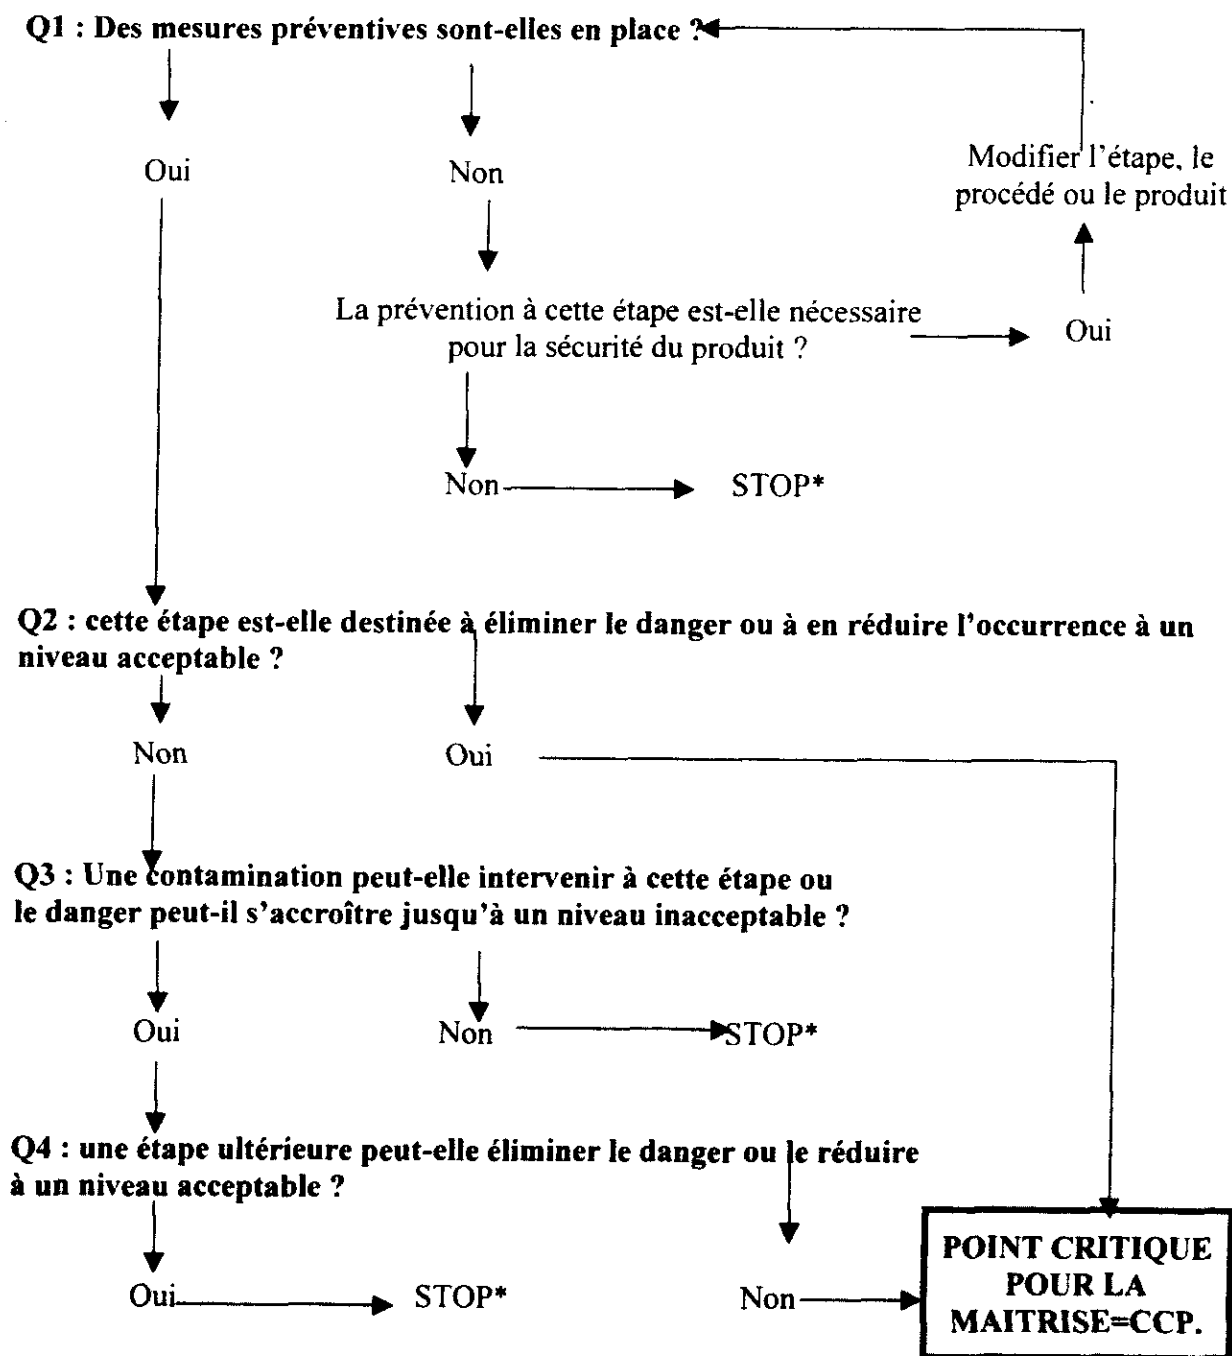 Q1 : Des mesures préventives sont-elles en place ?
Oui
Non
Modifier l'étape, le
procédé ou le produit
La prévention à cette étape est-elle nécessaire
pour la sécurité du produit ?
Oui
Non
STOP*
Q2 : cette étape est-elle destinée à éliminer le danger ou à en réduire l'occurrence à un
niveau acceptable ?
Non
Oui
Q3 : Une contamination peut-elle intervenir à cette étape ou
le danger peut-il s'accroître jusqu'à un niveau inacceptable ?
Oui
Non
STOP*
Q4 : une étape ultérieure peut-elle éliminer le danger ou le réduire
à un niveau acceptable ?
Oui
STOP*
Non
POINT CRITIQUE
POUR LA
MAITRISE=CCP.